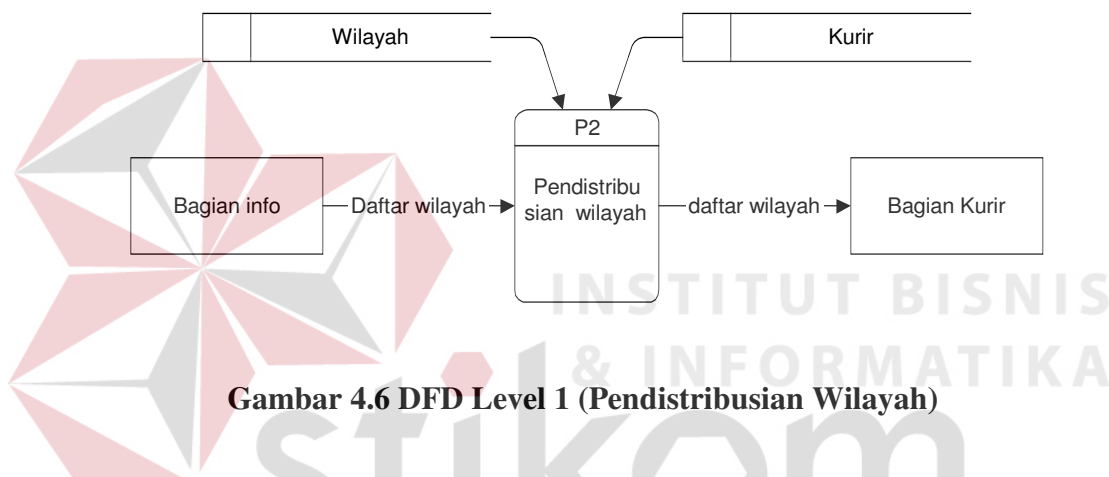 Wilayah
Kurir
P2
Bagian info
Daftar wilayah
Pendistribu
sian wilayah
daftar wilayah
Bagian Kurir
INSTITUT BISNIS
& INFORMATIKA
Gambar 4.6 DFD Level 1 (Pendistribusian Wilayah)
stikom